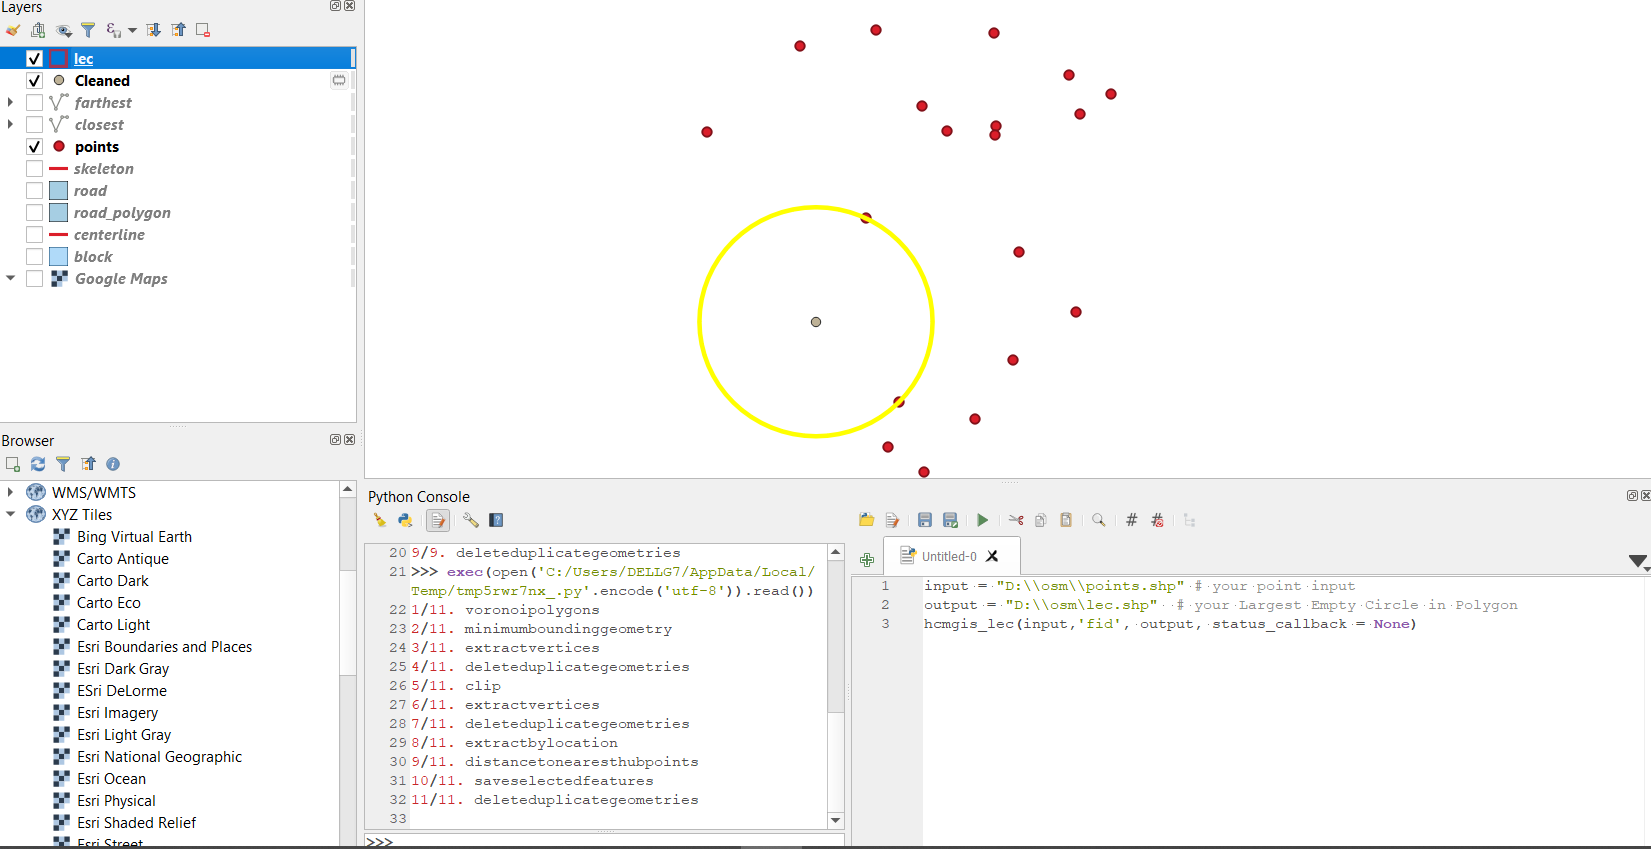 Layers
lec
Cleaned
farthest
closest
points
skeleton
road
road_polygon
centerline
block
Google Maps
Browser
WMS/WMTS
XYZ Tiles
Bing Virtual Earth
Carto Antique
Carto Dark
Carto Eco
Carto Light
Esri Boundaries and Places
Esri Dark Gray
ESri DeLorme
Esri Imagery
Esri Light Gray
Esri National Geographic
Esri Ocean
Esri Physical
Esri Shaded Relief
Esri Street
Python Console
20 9/9. deleteduplicategeometries
21 >>> exec(open('C:/Users/DELLG7/AppData/Local/
Temp/tmp5rwr7nx_.py'.encode('utf-8')).read())
22 1/11. voronoipolygons
23 2/11. minimumboundinggeometry
24 3/11. extractvertices
25 4/11. deleteduplicategeometries
26 5/11. clip
27 6/11. extractvertices
28 7/11. deleteduplicategeometries
29 8/11. extractbylocation
30 9/11. distancetonearesthubpoints
31 10/11. saveselectedfeatures
32 11/11. deleteduplicategeometries
33
>>>
Untitled-0
1 input = "D:\\osm\\points.shp" # your point input
2 output = "D:\\osm\lec.shp"  # your Largest Empty Circle in Polygon
3 hcmgis_lec(input,'fid', output, status_callback = None)